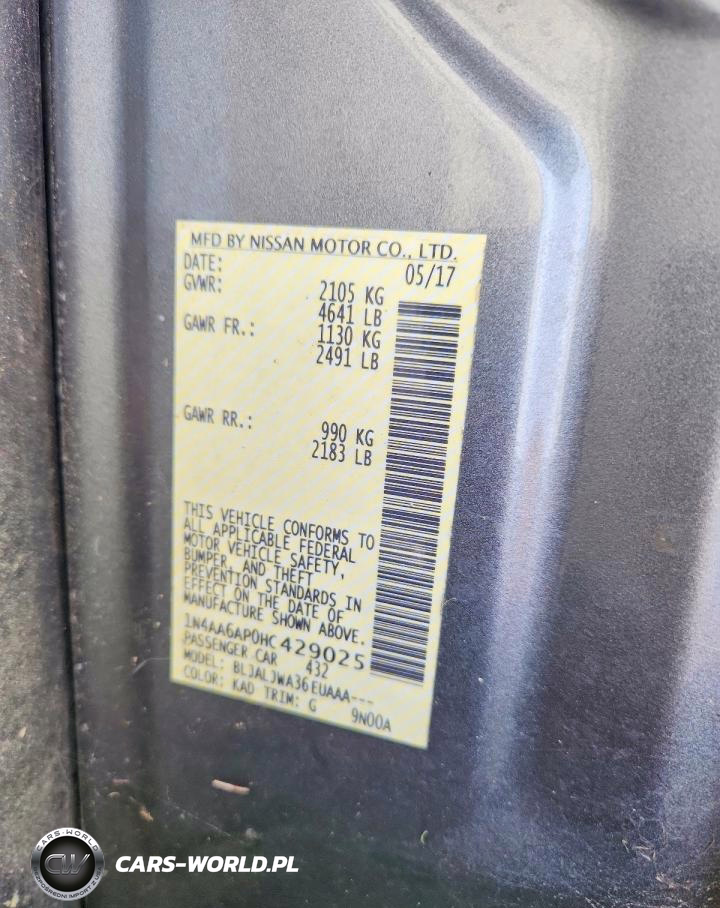 MFD BY NISSAN MOTOR CO., LTD.
DATE: 05/17
GVWR: 2105 KG
4641 LB
GAWR FR.: 1130 KG
2491 LB
GAWR RR.: 990 KG
2183 LB
THIS VEHICLE CONFORMS TO
ALL APPLICABLE FEDERAL
MOTOR VEHICLE SAFETY,
BUMPER, AND THEFT
PREVENTION STANDARDS IN
EFFECT ON THE DATE OF
MANUFACTURE SHOWN ABOVE.
1N4AA6AP0HC429025
PASSENGER CAR 432
MODEL: BLJALJWA36EUAAA---
COLOR: KAD TRIM: G 9N00A
CARS-WORLD
CW
CARS-WORLD.PL